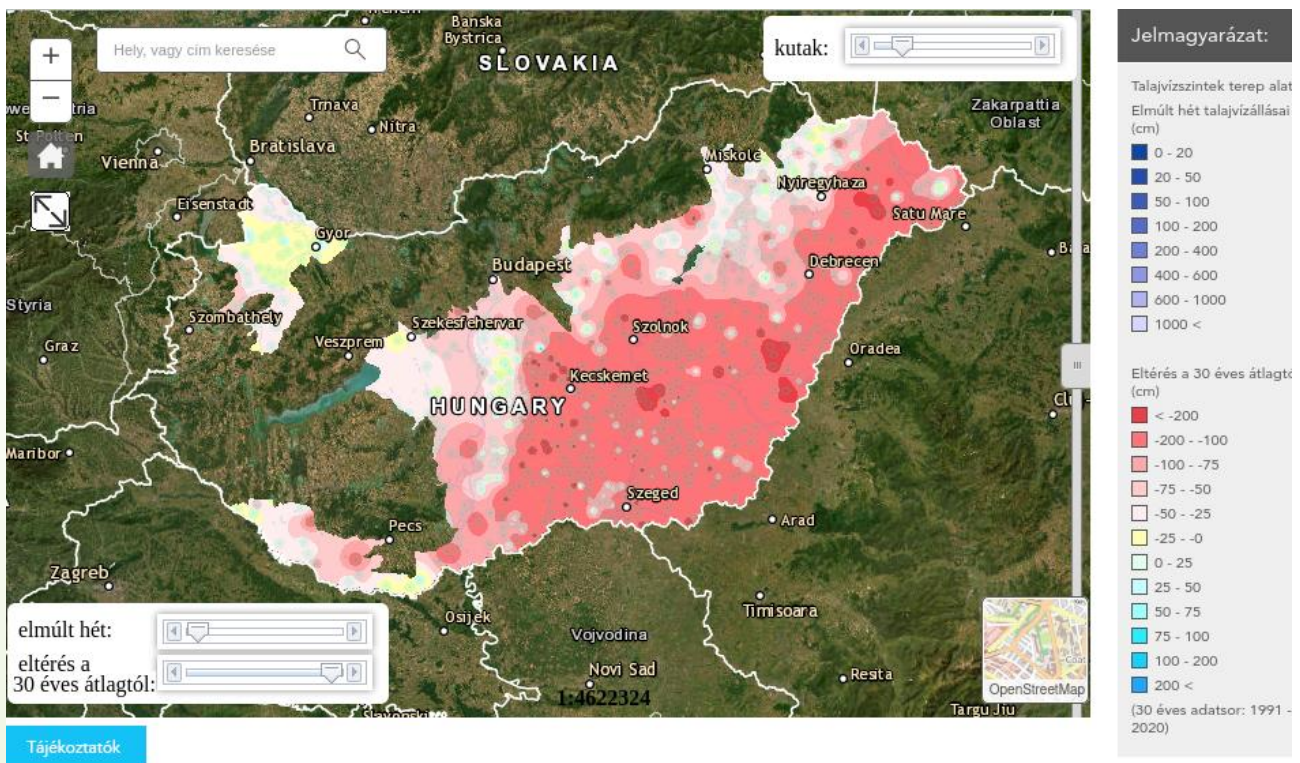 Banska
Bystrica
+
Hely, vagy cím keresése
kutak:
SLOVAKIA
−
Trnava
Zakarpattia
Oblast
Nitra
St
Vienna
Bratislava
Miskolc
Nyiregyhaza
Eisenstadt
Satu Mare
Gyor
Budapest
Debrecen
Styria
Szombathely
Szekesfehervar
Szolnok
Veszprem
Graz
Oradea
Kecskemet
HUNGARY
Maribor
Szeged
Pecs
Arad
Zagreb
Timisoara
elmúlt hét:
Osijek
Vojvodina
eltérés a
30 éves átlagtól:
Novi Sad
Resita
1:4622324
OpenStreetMap
Targu Jiu
Tájékoztatók
Jelmagyarázat:
Talajvízszintek terep alat
Elmúlt hét talajvízállásai
(cm)
0 - 20
20 - 50
50 - 100
100 - 200
200 - 400
400 - 600
600 - 1000
1000 <
Eltérés a 30 éves átlagtó
(cm)
< -200
-200 - -100
-100 - -75
-75 - -50
-50 - -25
-25 - -0
0 - 25
25 - 50
50 - 75
75 - 100
100 - 200
200 <
(30 éves adatsor: 1991 -
2020)